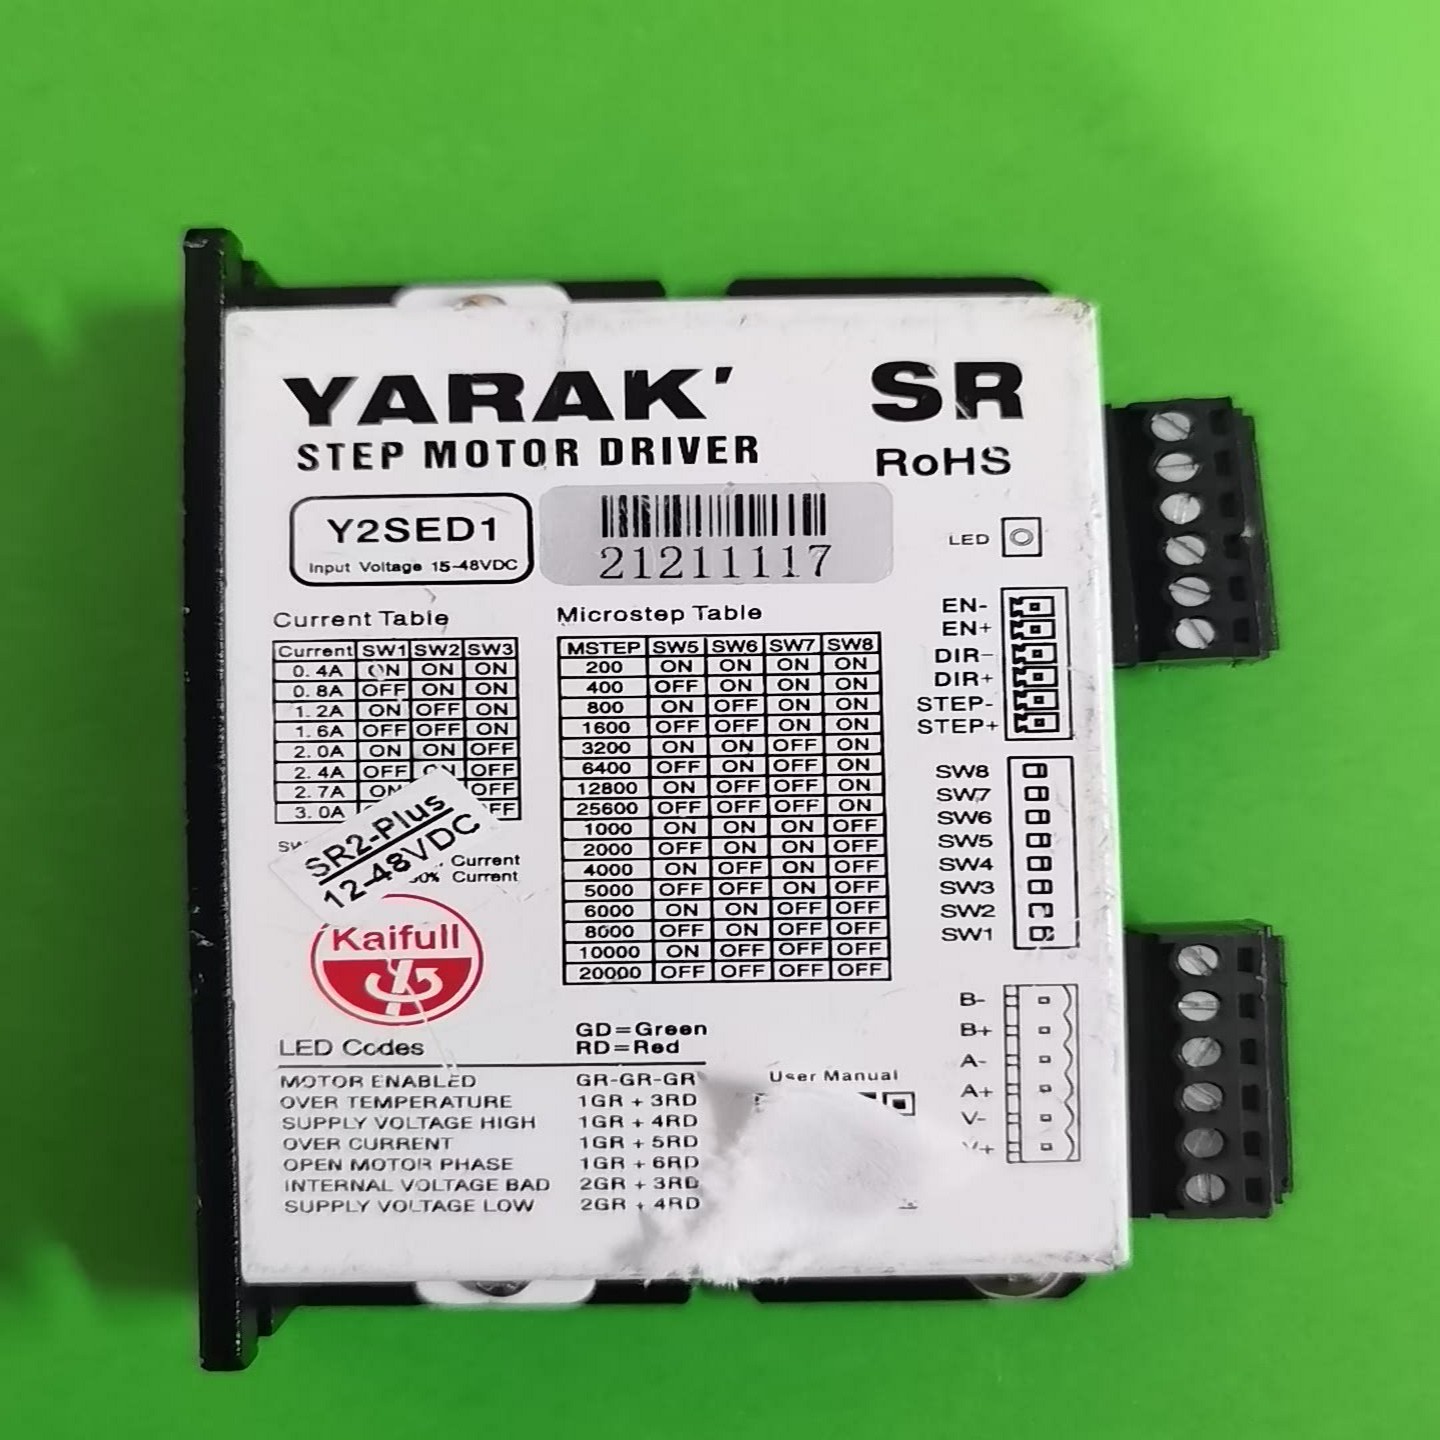 YARAK'
SR
STEP MOTOR DRIVER
RoHS
Y2SED1
Input Voltage 15-48VDC
21211117
LED
Current Table
Current SW1 SW2 SW3
0.4A ON ON ON
0.8A OFF ON ON
1.2A ON OFF ON
1.6A OFF OFF ON
2.0A ON ON OFF
2.4A OFF ON OFF
2.7A ON OFF
3.0A
SR2-Plus
12-48VDC
Current
Current
Kaifull
Microstep Table
MSTEP SW5 SW6 SW7 SW8
200 ON ON ON ON
400 OFF ON ON ON
800 ON OFF ON ON
1600 OFF OFF ON ON
3200 ON ON OFF ON
6400 OFF ON OFF ON
12800 ON OFF OFF ON
25600 OFF OFF OFF ON
1000 ON ON ON OFF
2000 OFF ON ON OFF
4000 ON OFF ON OFF
5000 OFF OFF ON OFF
6000 ON ON OFF OFF
8000 OFF ON OFF OFF
10000 ON OFF OFF OFF
20000 OFF OFF OFF OFF
EN-
EN+
DIR-
DIR+
STEP-
STEP+
SW8
SW7
SW6
SW5
SW4
SW3
SW2
SW1
B-
B+
A-
A+
V-
V+
GD=Green
LED Codes RD=Red
MOTOR ENABLED GR-GR-GR
OVER TEMPERATURE 1GR + 3RD
SUPPLY VOLTAGE HIGH 1GR + 4RD
OVER CURRENT 1GR + 5RD
OPEN MOTOR PHASE 1GR + 6RD
INTERNAL VOLTAGE BAD 2GR + 3RD
SUPPLY VOLTAGE LOW 2GR + 4RD
User Manual